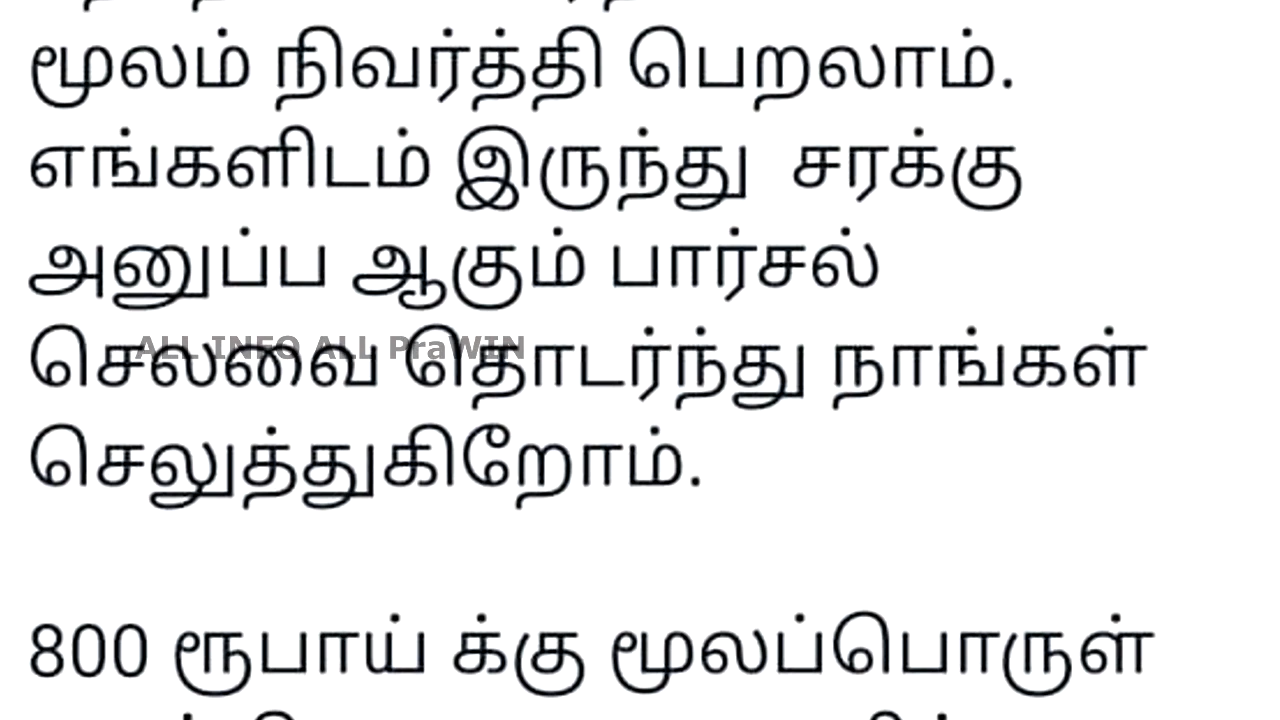 மூலம் நிவர்த்தி பெறலாம்.
எங்களிடம் இருந்து சரக்கு
அனுப்ப ஆகும் பார்சல்
செலவை தொடர்ந்து நாங்கள்
ALL INFO ALL PraWIN
செலுத்துகிறோம்.
800 ரூபாய் க்கு மூலப்பொருள்